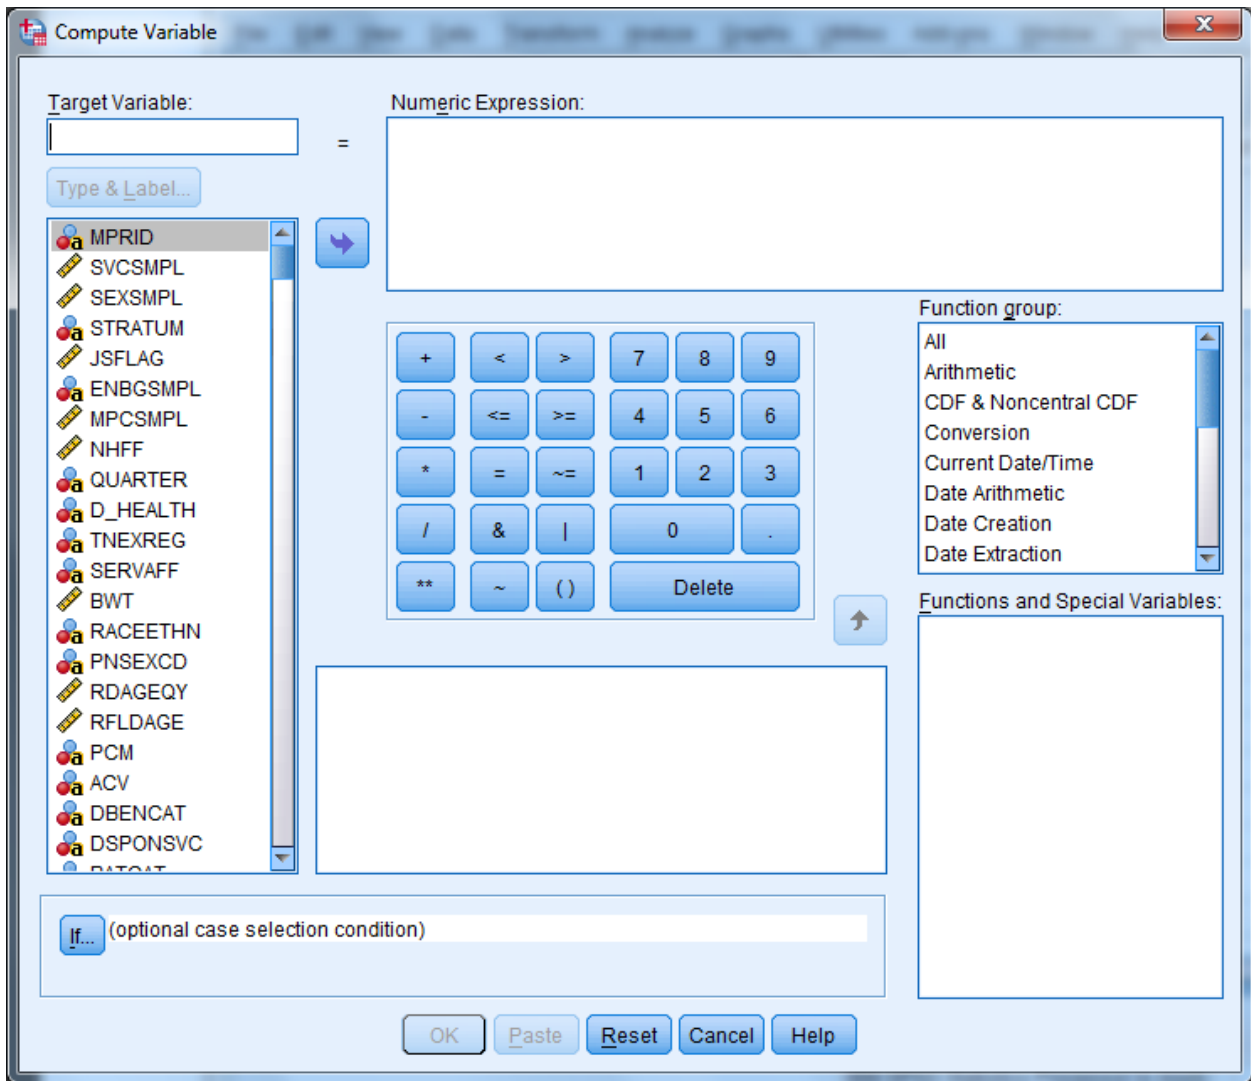 Compute Variable
Target Variable:
Numeric Expression:
=
Type & Label...
MPRID
SVCSMPL
SEXSMPL
STRATUM
JSFLAG
ENBGSMPL
MPCSMPL
NHFF
QUARTER
D_HEALTH
TNEXREG
SERVAFF
BWT
RACEETHN
PNSEXCD
RDAGEQY
RFLDAGE
PCM
ACV
DBENCAT
DSPONSVC
+ < > 7 8 9
- <= >= 4 5 6
* = ~= 1 2 3
/ & | 0 .
** ~ ( ) Delete
Function group:
All
Arithmetic
CDF & Noncentral CDF
Conversion
Current Date/Time
Date Arithmetic
Date Creation
Date Extraction
Functions and Special Variables:
If... (optional case selection condition)
OK Paste Reset Cancel Help